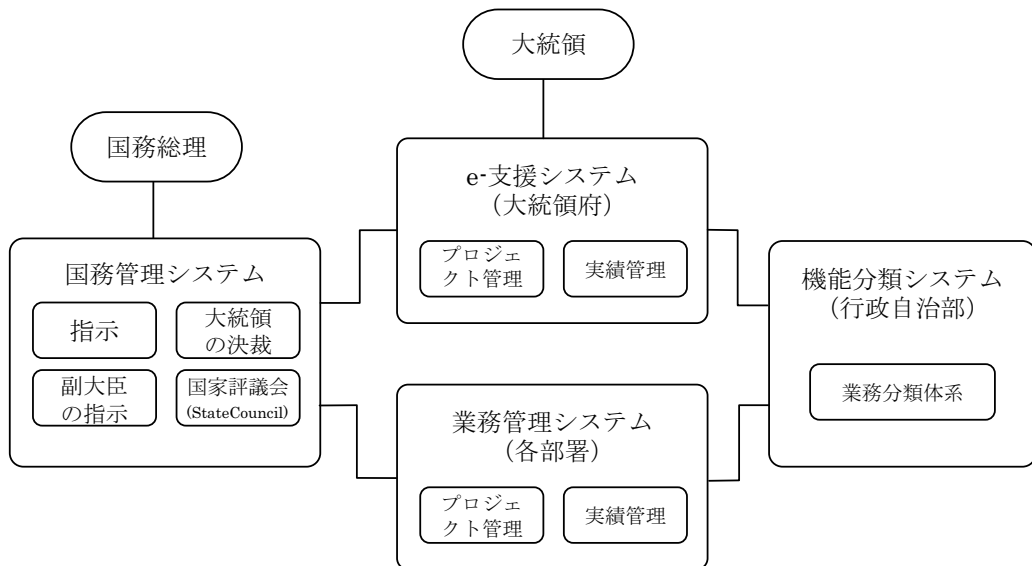 大統領
国務総理
e-支援システム
（大統領府）
プロジェ
クト管理
実績管理
国務管理システム
指示
大統領
の決裁
副大臣
の指示
国家評議会
(StateCouncil)
機能分類システム
（行政自治部）
業務分類体系
業務管理システム
（各部署）
プロジェ
クト管理
実績管理